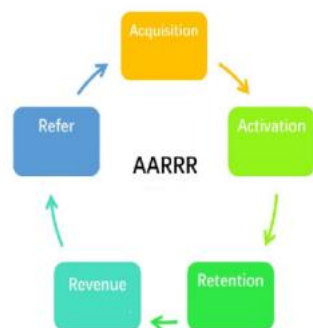 Acquisition
Refer
Activation
AARRR
Revenue
Retention